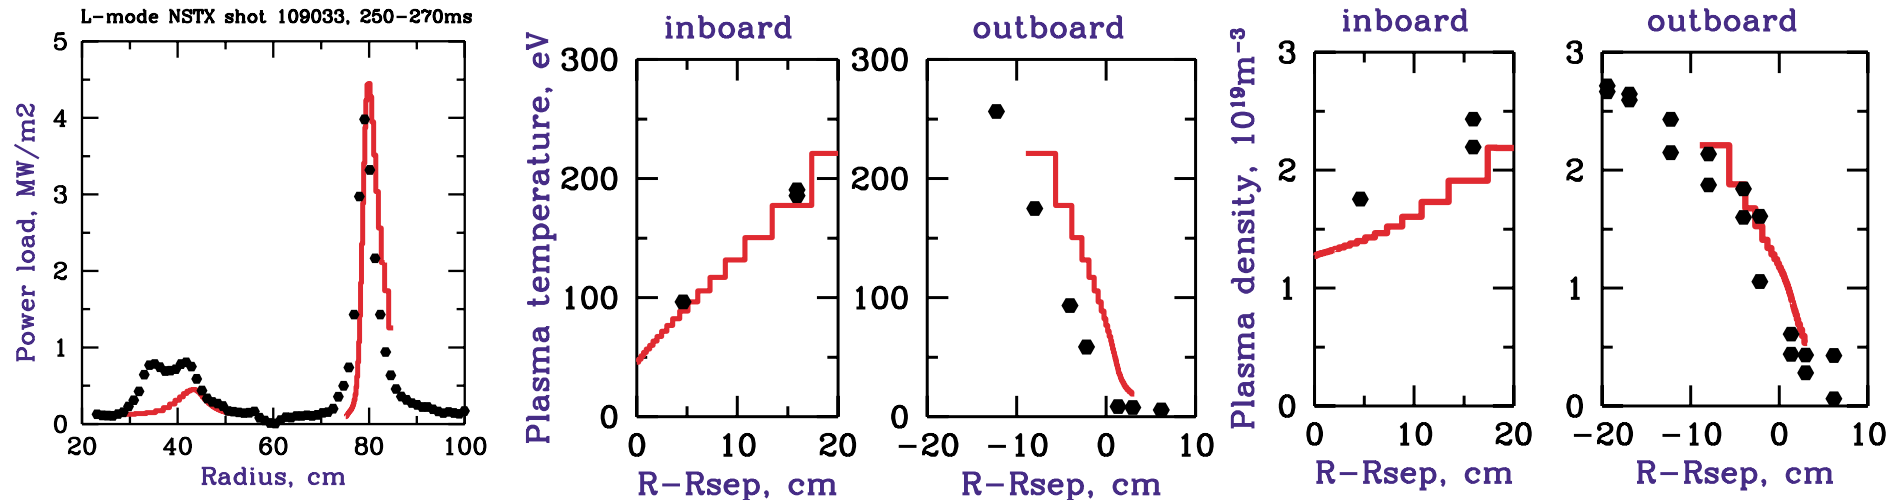 L-mode NSTX shot 109033, 250-270ms
Power load, MW/m2
5
4
3
2
1
0
20 40 60 80 100
Radius, cm
inboard
outboard
Plasma temperature, eV
300
200
100
0
0 10 20
R-Rsep, cm
300
200
100
0
-20 -10 0 10
R-Rsep, cm
inboard
outboard
Plasma density, 10¹⁹m⁻³
3
2
1
0
0 10 20
R-Rsep, cm
3
2
1
0
-20 -10 0 10
R-Rsep, cm